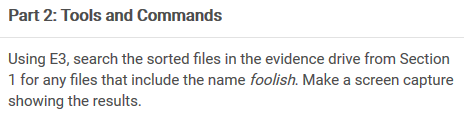 Part 2: Tools and Commands
Using E3, search the sorted files in the evidence drive from Section
1 for any files that include the name foolish. Make a screen capture
showing the results.